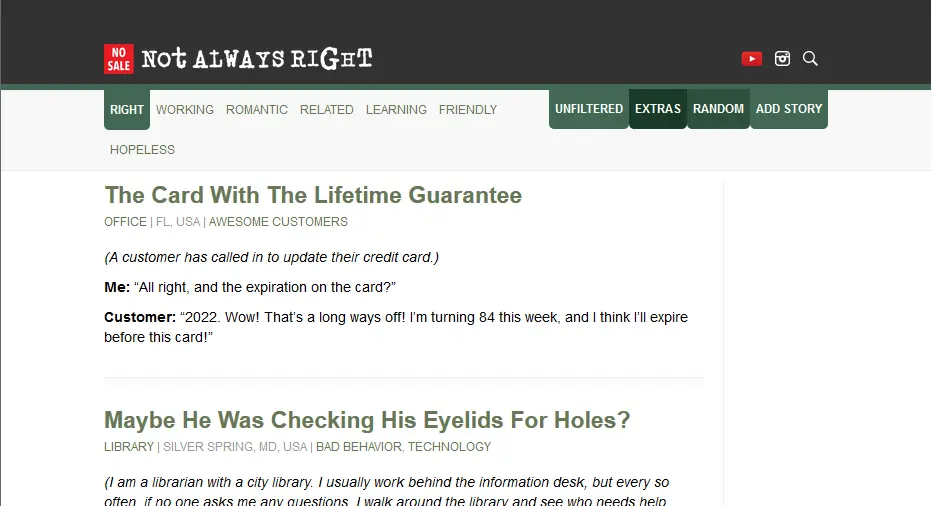 NO
SALE
Not Always Right
RIGHT WORKING ROMANTIC RELATED LEARNING FRIENDLY
UNFILTERED EXTRAS RANDOM ADD STORY
HOPELESS
The Card With The Lifetime Guarantee
OFFICE | FL, USA | AWESOME CUSTOMERS
(A customer has called in to update their credit card.)
Me: “All right, and the expiration on the card?”
Customer: “2022. Wow! That’s a long ways off! I’m turning 84 this week, and I think I’ll expire
before this card!”
Maybe He Was Checking His Eyelids For Holes?
LIBRARY | SILVER SPRING, MD, USA | BAD BEHAVIOR, TECHNOLOGY
(I am a librarian with a city library. I usually work behind the information desk, but every so
often, if no one asks me any questions, I walk around the library and see who needs help